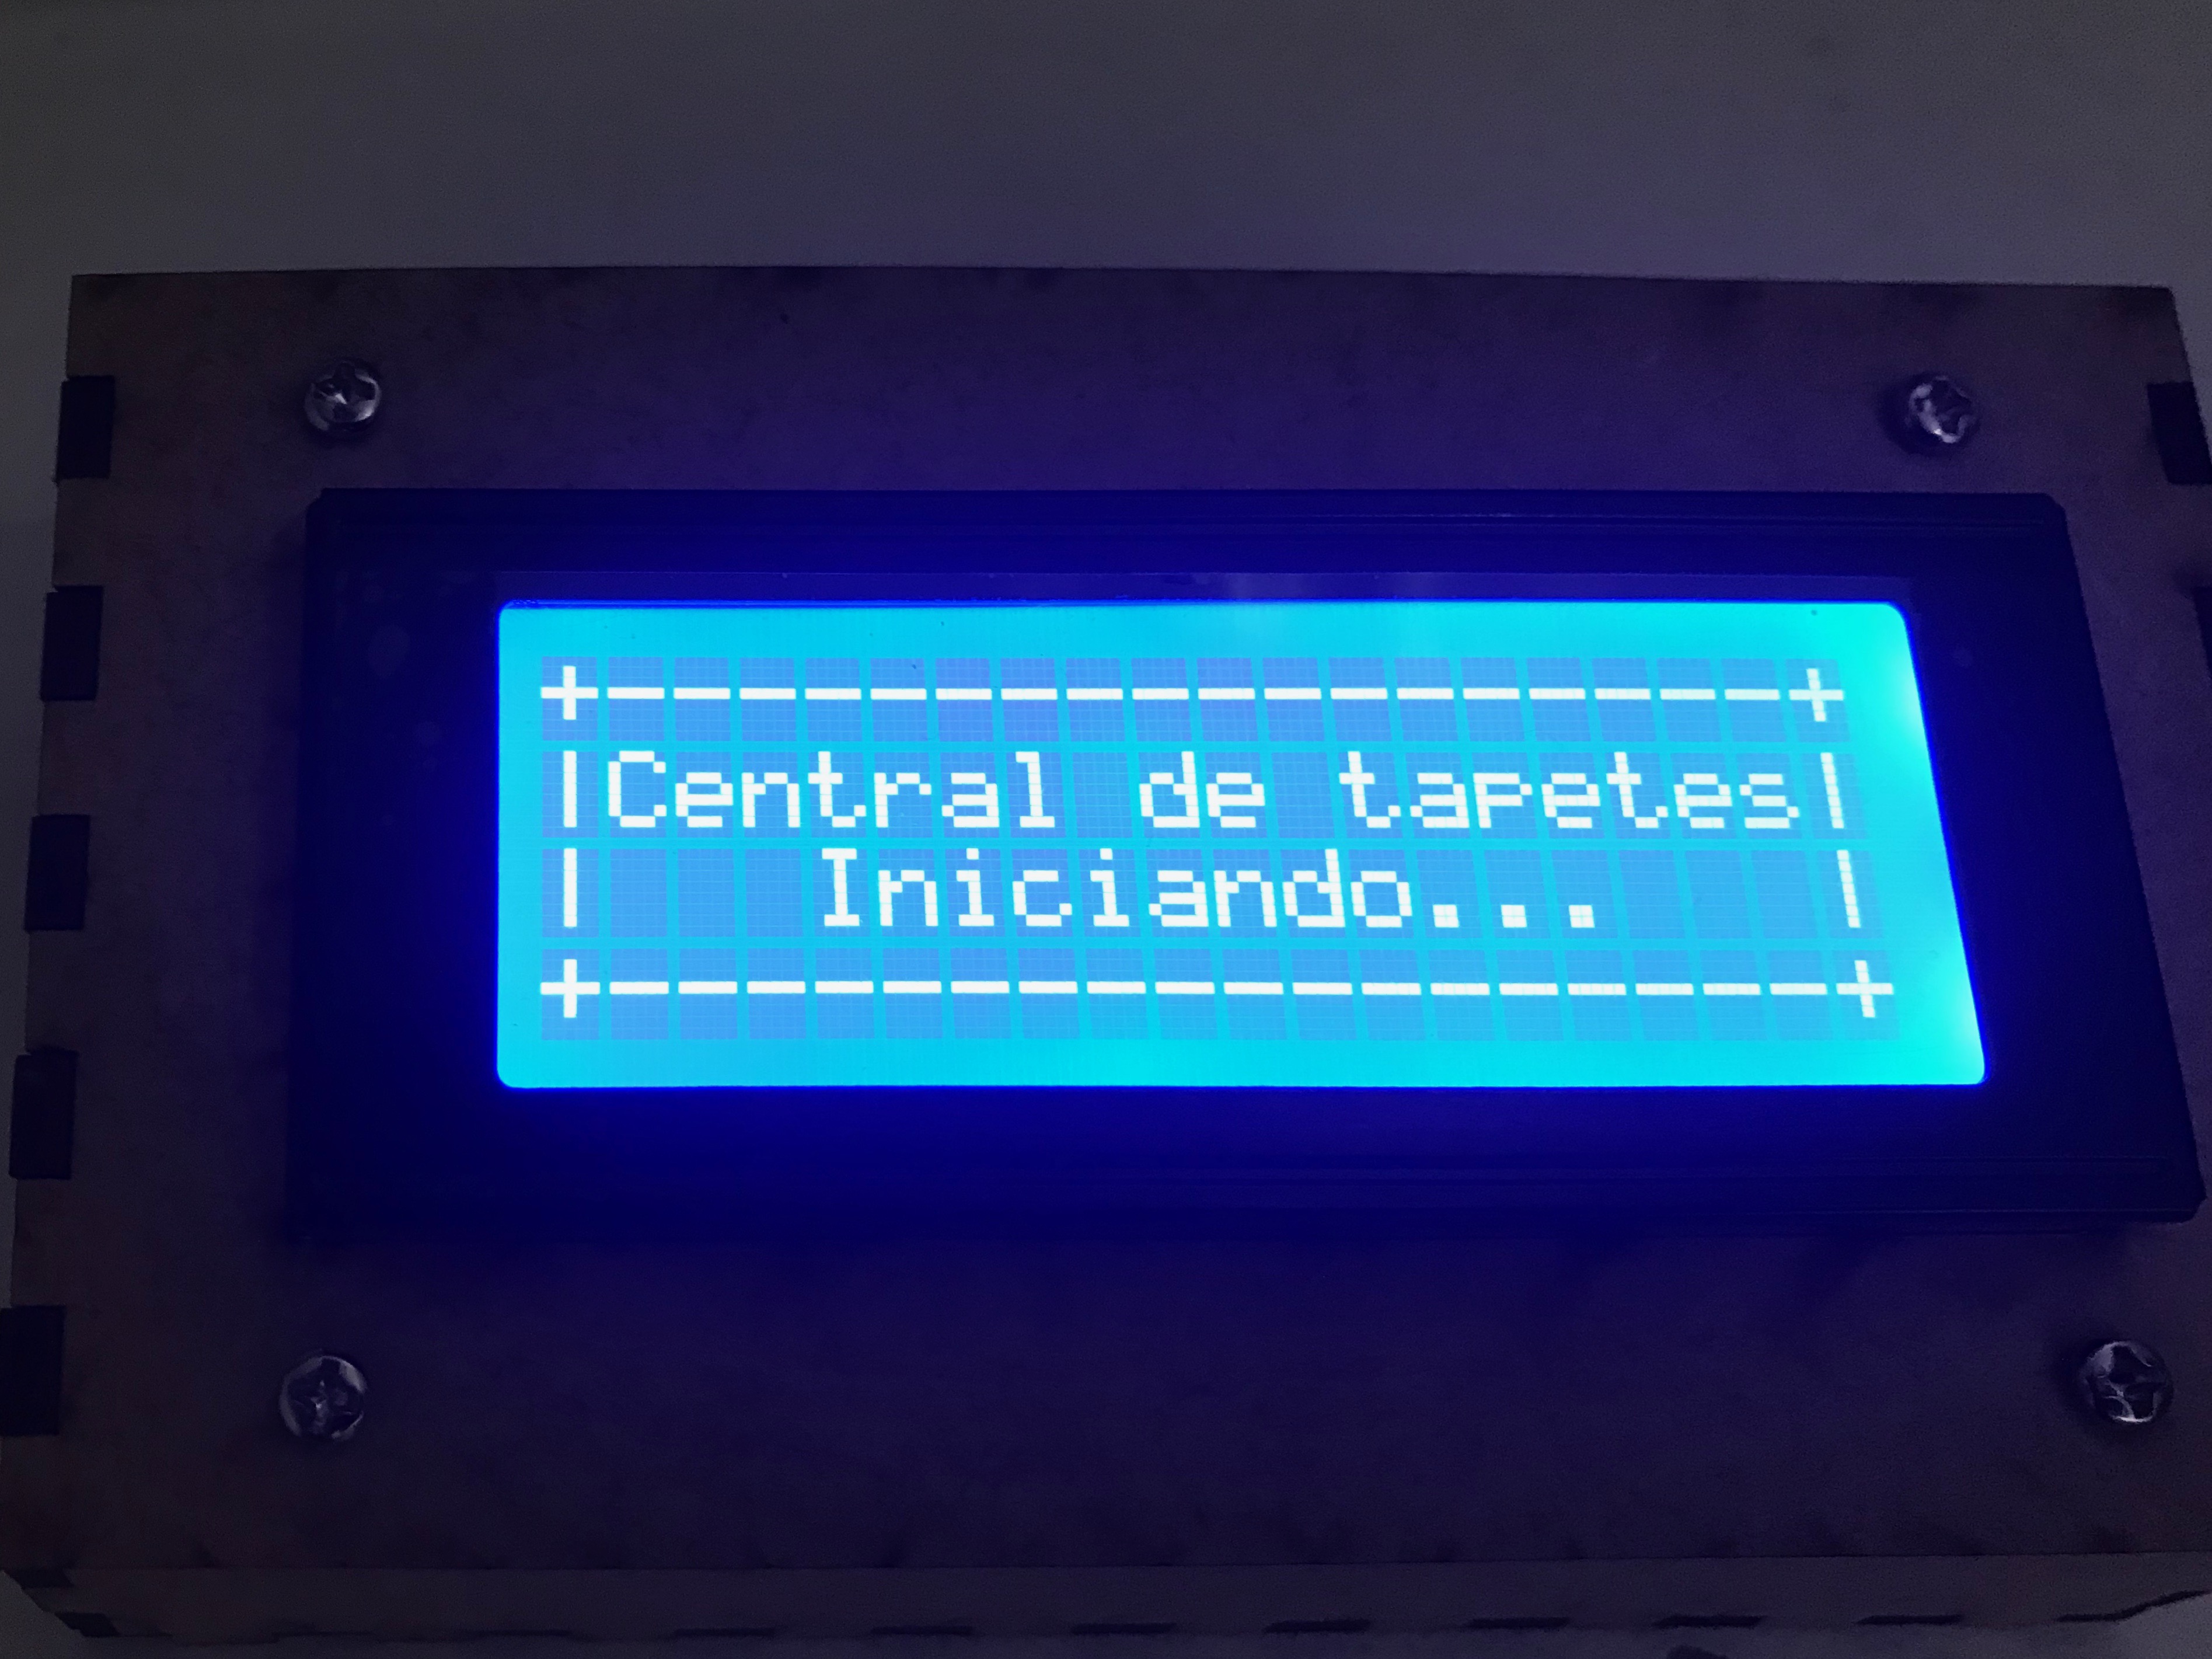 +------------------+
|Central de tapetes|
|   Iniciando...   |
+------------------+